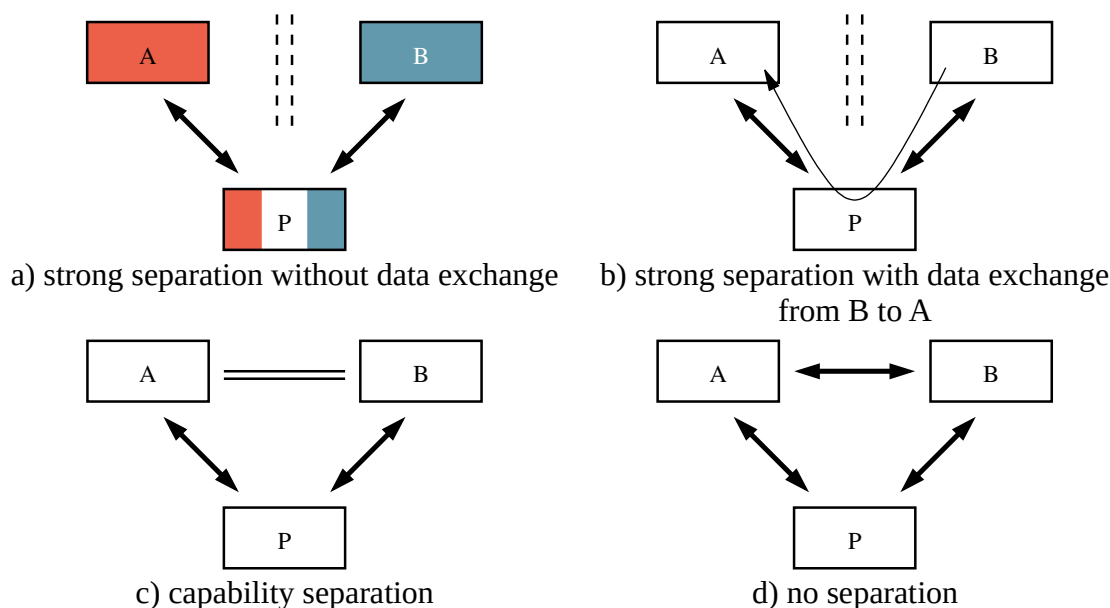 A
B
P
a) strong separation without data exchange
A
B
P
b) strong separation with data exchange
from B to A
A
B
P
c) capability separation
A
B
P
d) no separation